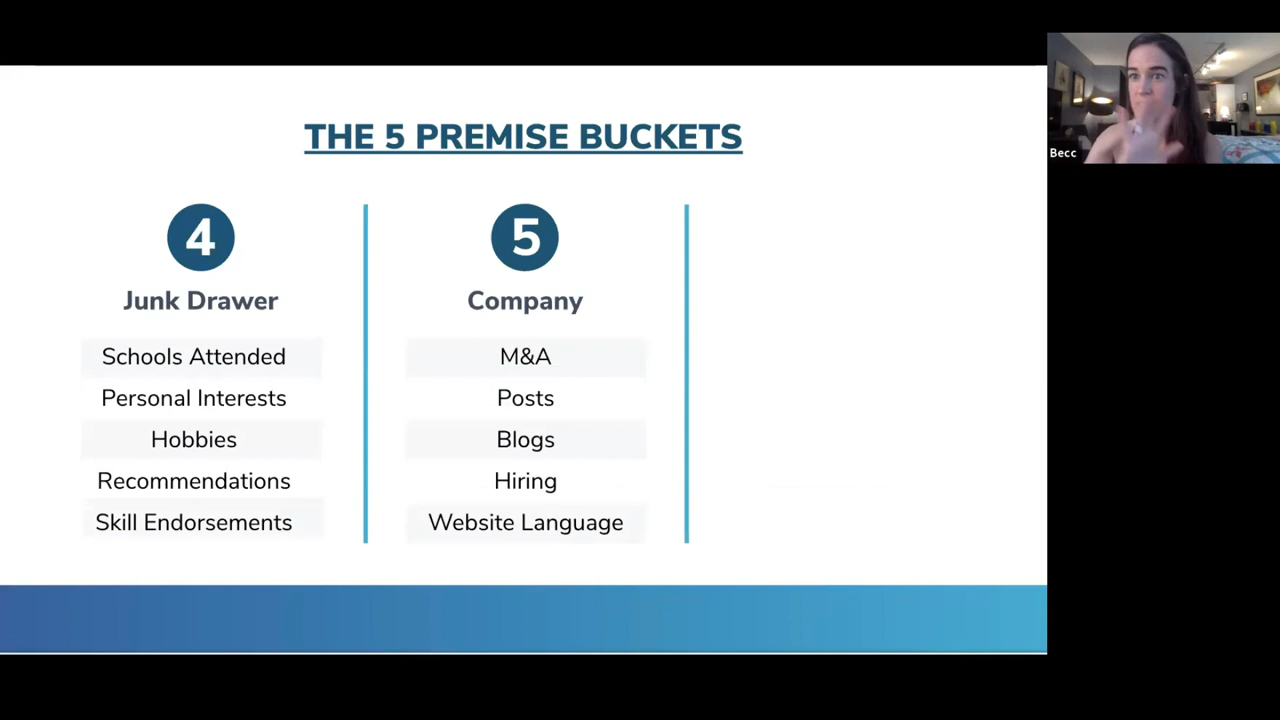 THE 5 PREMISE BUCKETS
4
Junk Drawer
Schools Attended
Personal Interests
Hobbies
Recommendations
Skill Endorsements
5
Company
M&A
Posts
Blogs
Hiring
Website Language
Becc